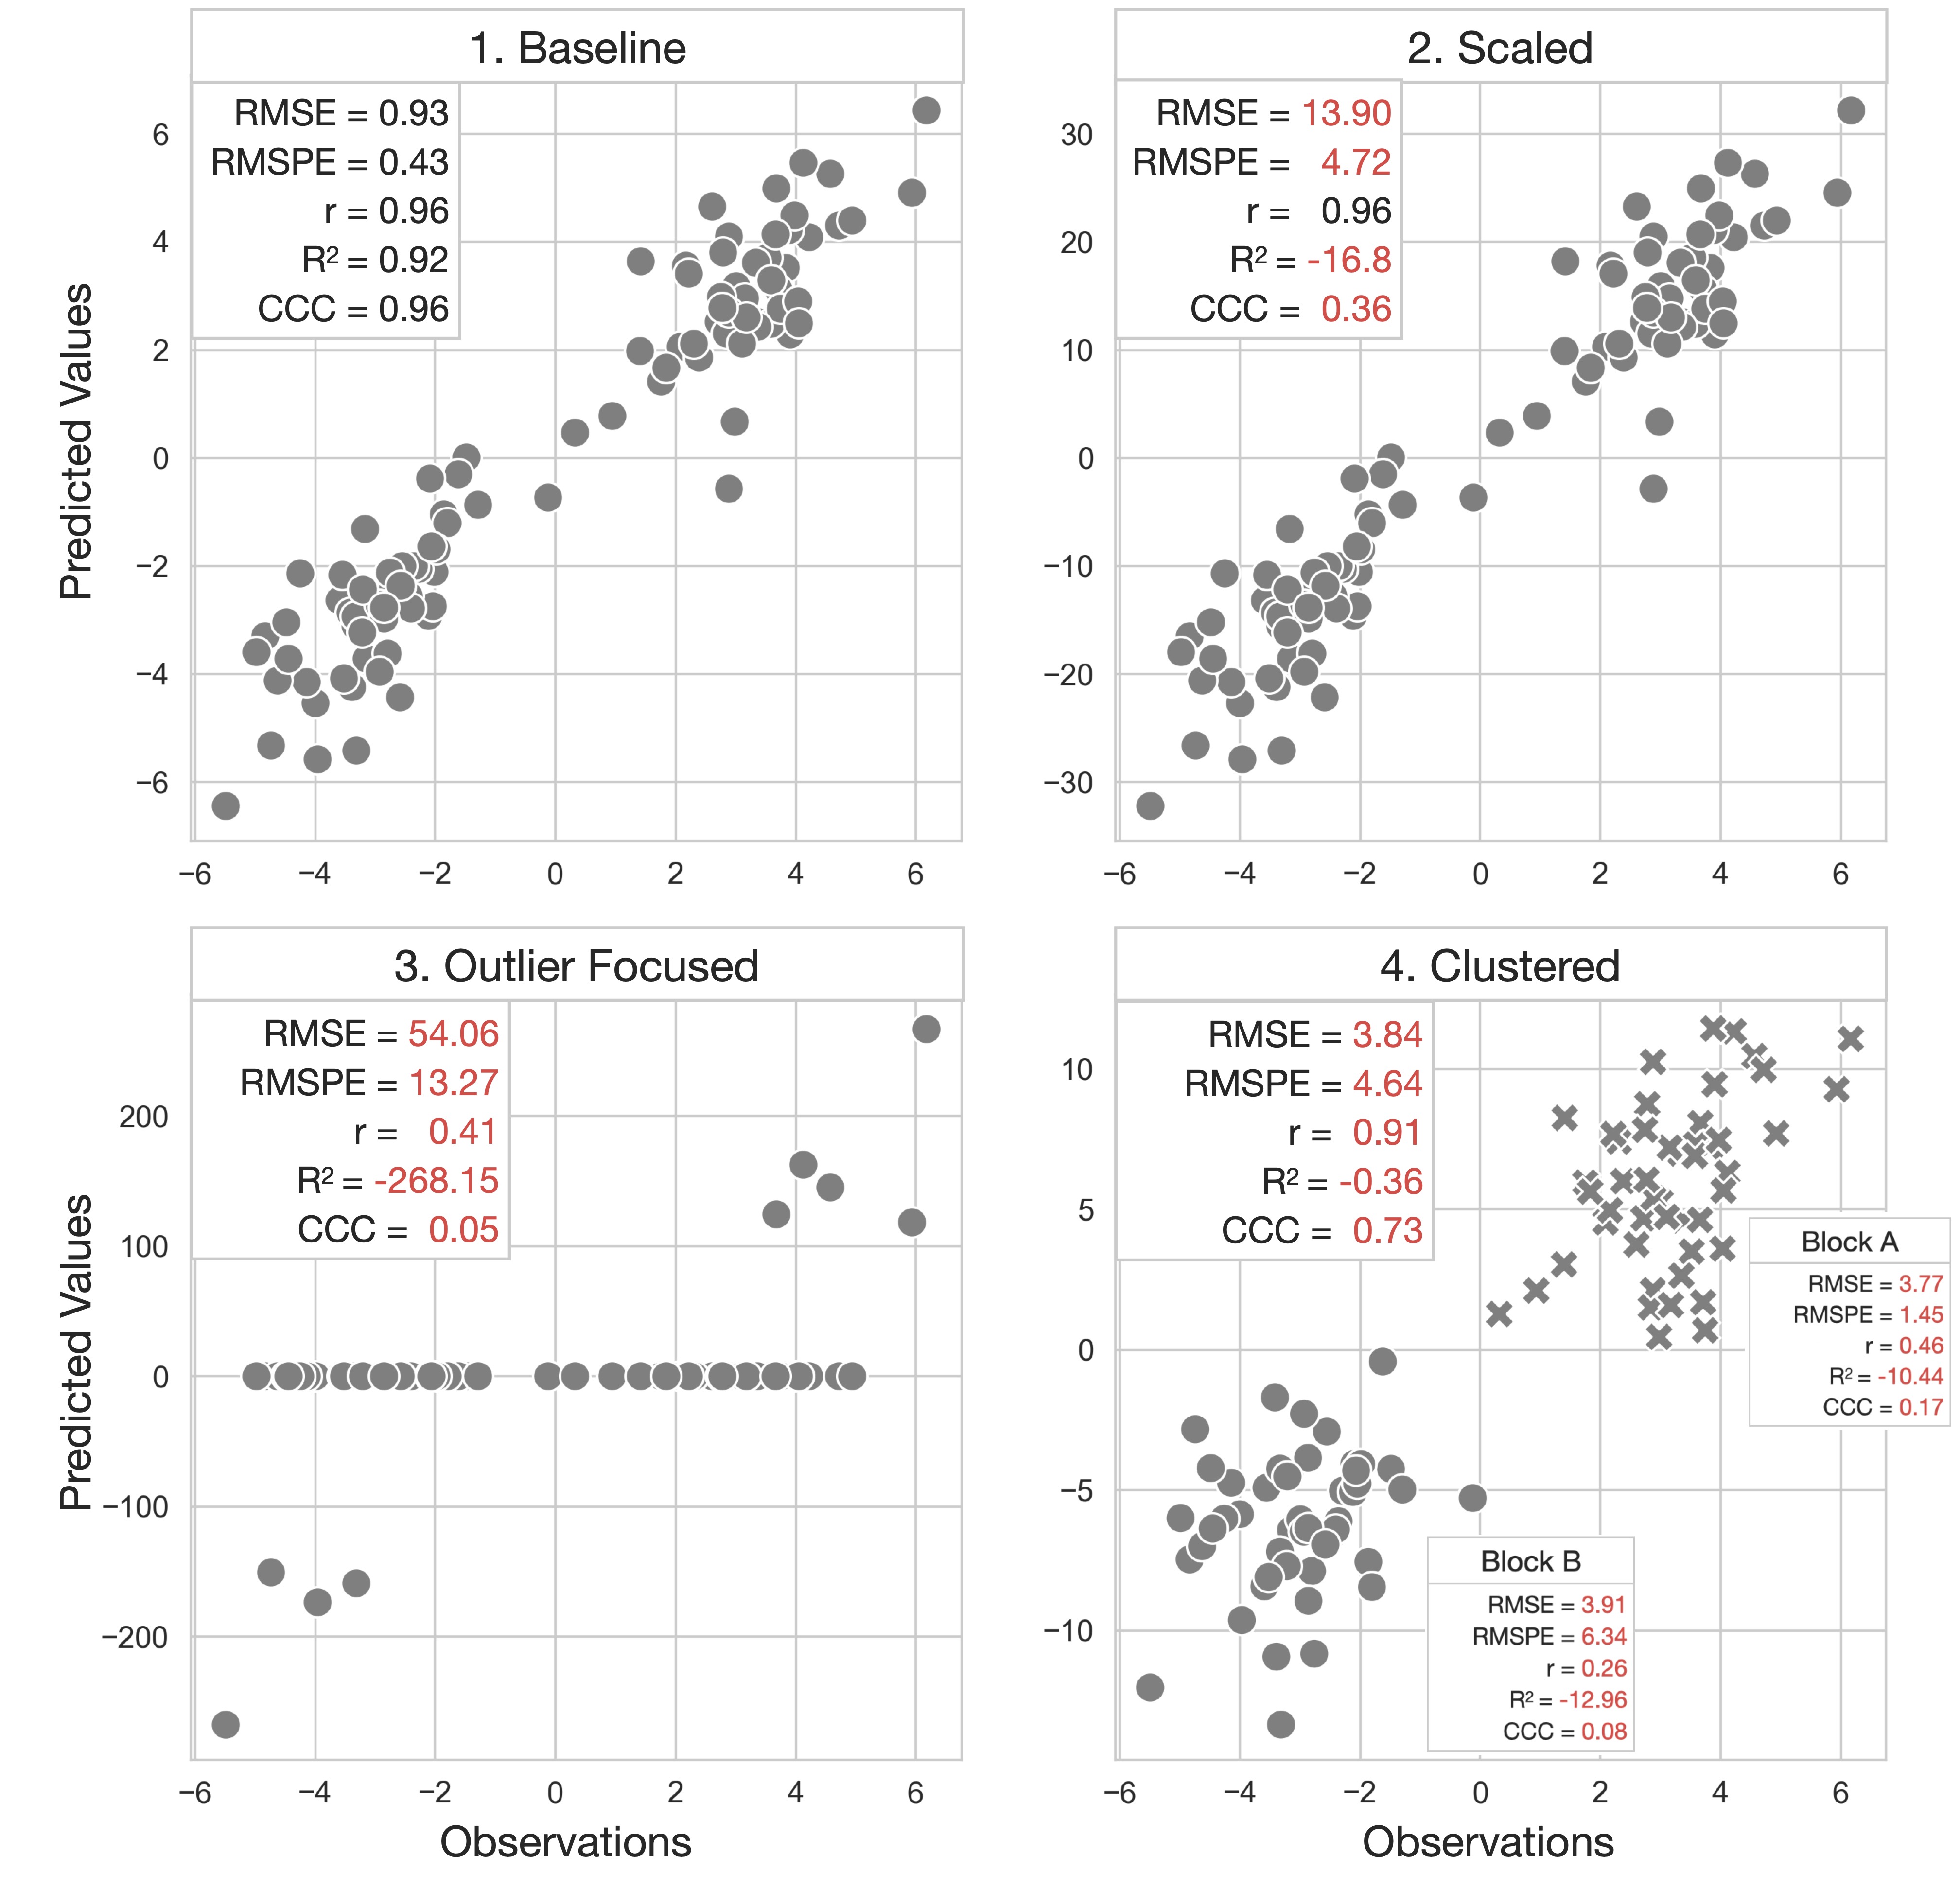 1. Baseline
RMSE = 0.93
RMSPE = 0.43
r = 0.96
R² = 0.92
CCC = 0.96
Predicted Values
6
4
2
0
−2
−4
−6
−6 −4 −2 0 2 4 6
2. Scaled
RMSE = 13.90
RMSPE = 4.72
r = 0.96
R² = -16.8
CCC = 0.36
30
20
10
0
−10
−20
−30
−6 −4 −2 0 2 4 6
3. Outlier Focused
RMSE = 54.06
RMSPE = 13.27
r = 0.41
R² = -268.15
CCC = 0.05
Predicted Values
200
100
0
−100
−200
−6 −4 −2 0 2 4 6
Observations
4. Clustered
RMSE = 3.84
RMSPE = 4.64
r = 0.91
R² = -0.36
CCC = 0.73
10
5
0
−5
−10
Block A
RMSE = 3.77
RMSPE = 1.45
r = 0.46
R² = -10.44
CCC = 0.17
Block B
RMSE = 3.91
RMSPE = 6.34
r = 0.26
R² = -12.96
CCC = 0.08
−6 −4 −2 0 2 4 6
Observations